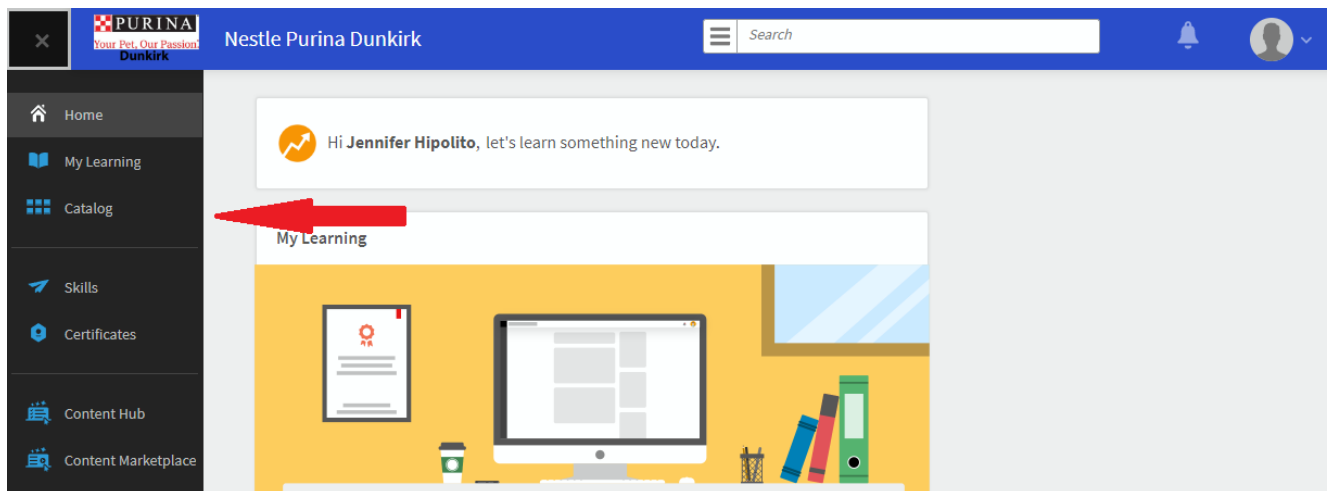 PURINA
Your Pet, Our Passion.
Dunkirk
Nestle Purina Dunkirk
Search
Home
My Learning
Catalog
Skills
Certificates
Content Hub
Content Marketplace
Hi Jennifer Hipolito, let's learn something new today.
My Learning